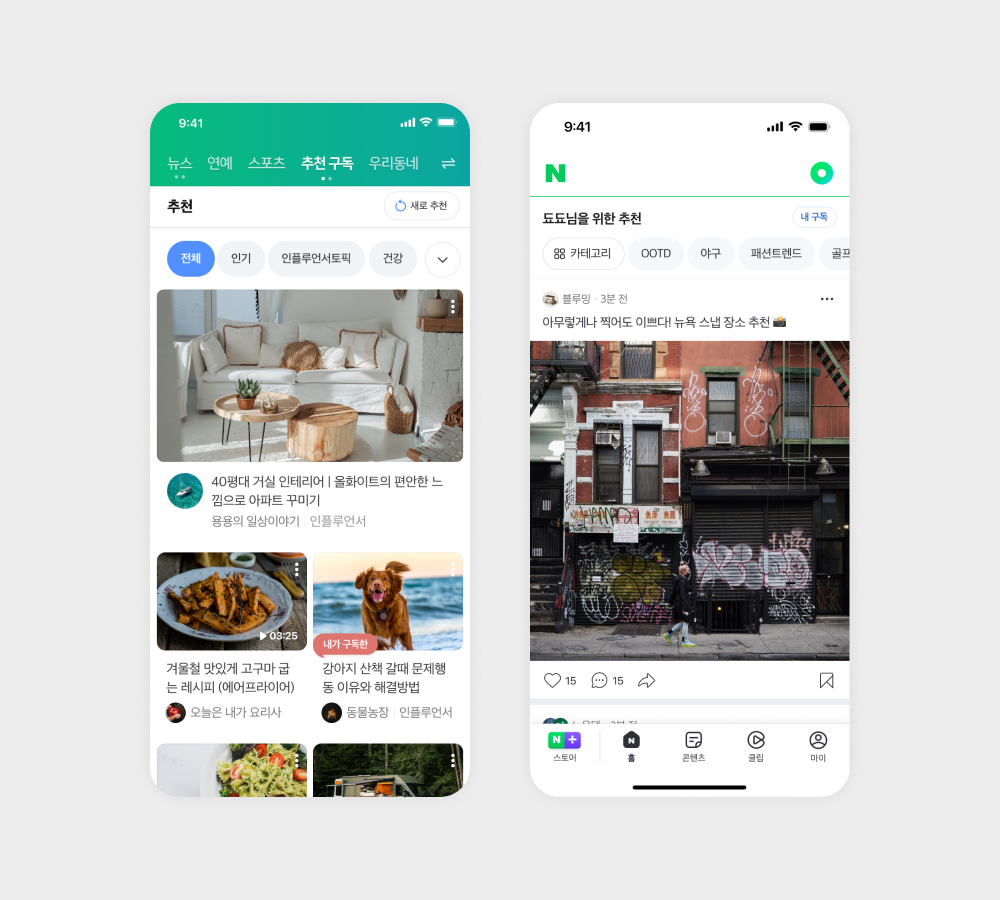 9:41
뉴스 연예 스포츠 추천 구독 우리동네
추천
새로 추천
전체 인기 인플루언서토픽 건강
40평대 거실 인테리어 | 올화이트의 편안한 느
낌으로 아파트 꾸미기
용용의 일상이야기 인플루언서
03:25
내가 구독한
겨울철 맛있게 고구마 굽
는 레시피 (에어프라이어)
오늘은 내가 요리사
강아지 산책 갈때 문제행
동 이유와 해결방법
동물농장 인플루언서
9:41
N
됴됴님을 위한 추천
내 구독
카테고리 OOTD 야구 패션트렌드 골프
블루밍 · 3분 전
아무렇게나 찍어도 이쁘다! 뉴욕 스냅 장소 추천
15 15
N+
스토어 홈 콘텐츠 클립 마이